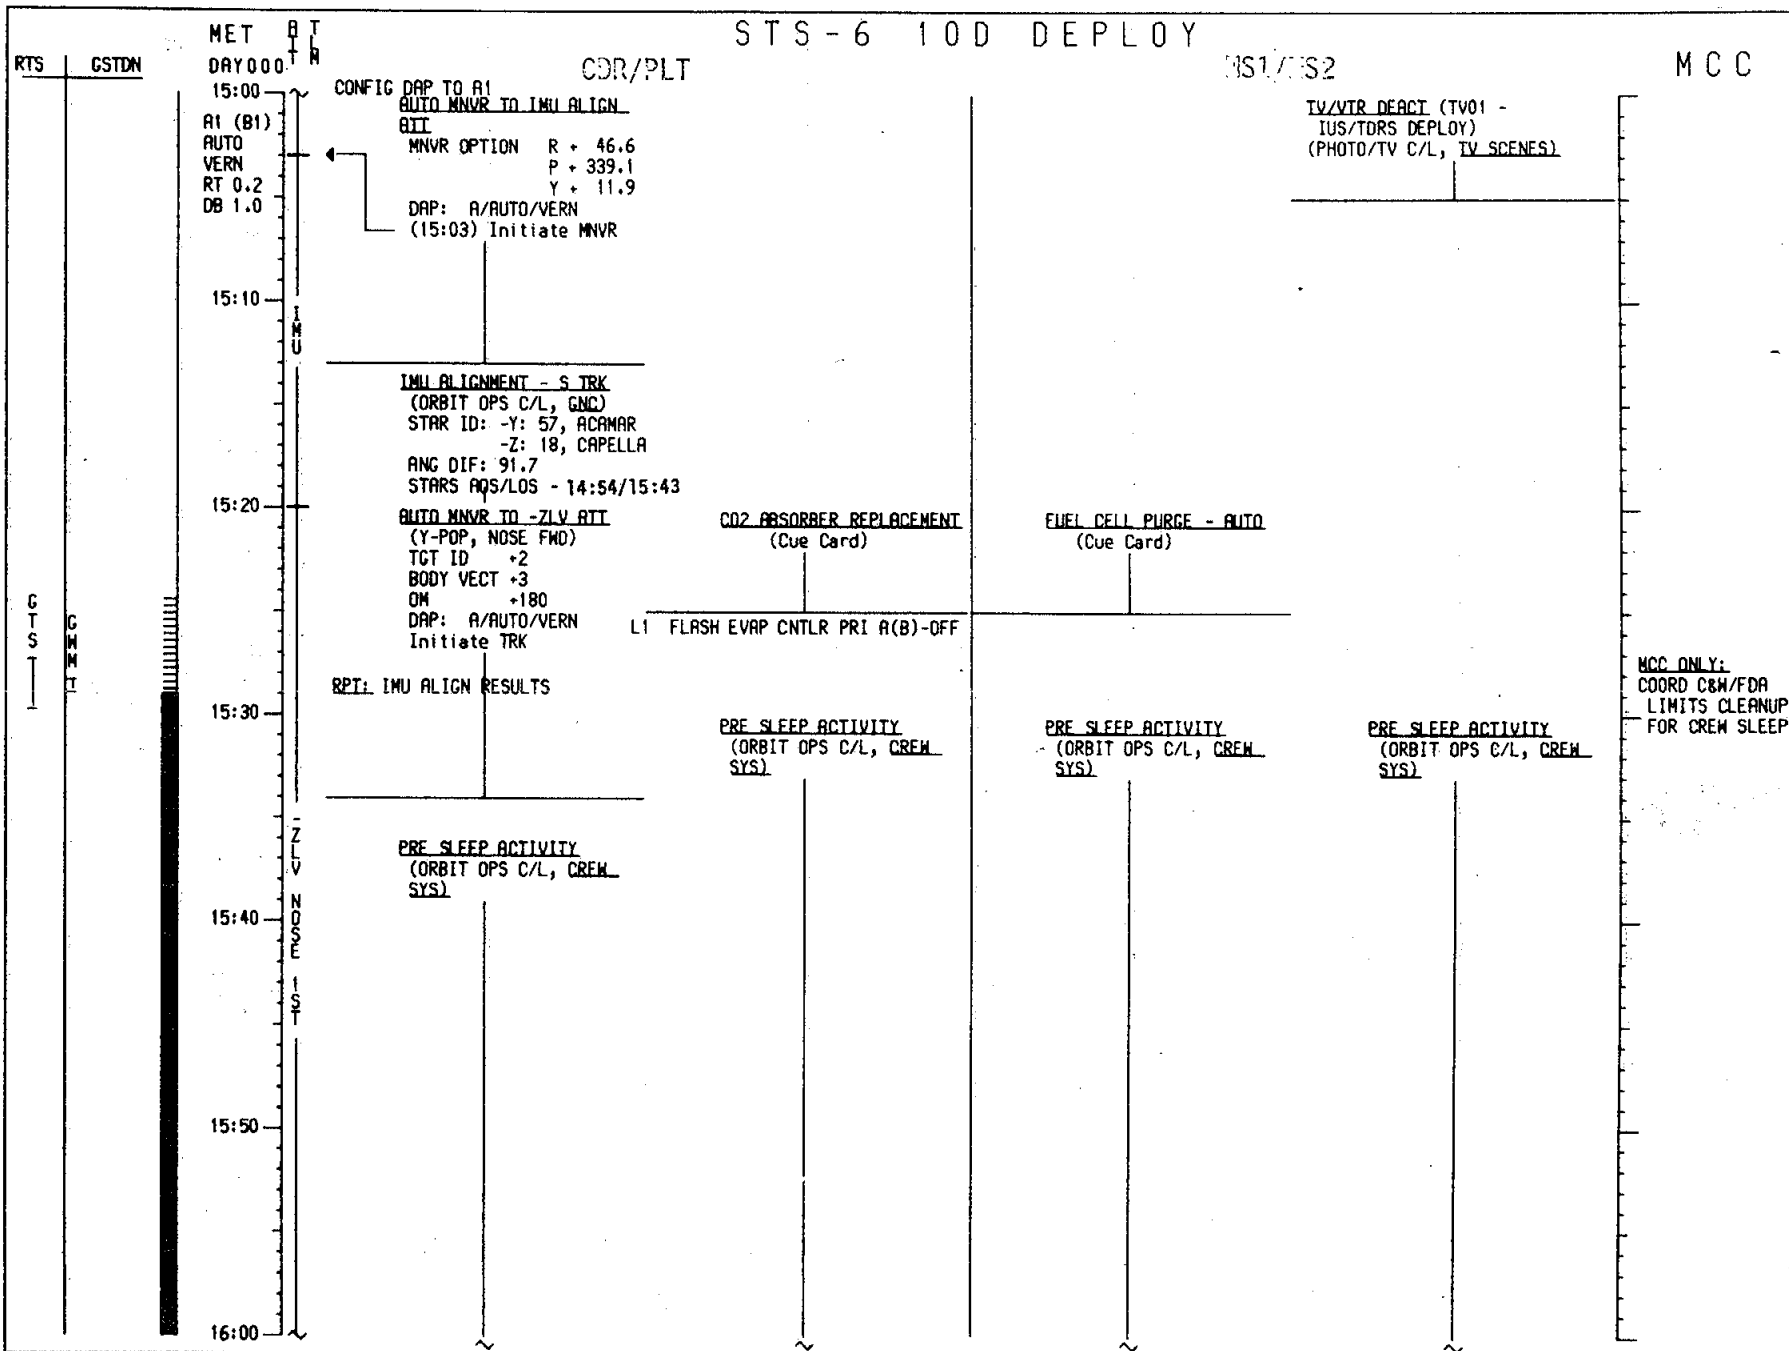 STS-6 10D DEPLOY
RTS GSTDN
MET
DAY000
ATT
TLM
CDR/PLT
MS1/MS2
MCC
15:00
A1 (B1)
AUTO
VERN
RT 0.2
DB 1.0
15:10
15:20
15:30
15:40
15:50
16:00
GTS
GWM
IMU
-ZLV NOSE 1ST
CONFIG DAP TO A1
AUTO MNVR TO IMU ALIGN
ATT
MNVR OPTION R + 46.6
P + 339.1
Y + 11.9
DAP: A/AUTO/VERN
(15:03) Initiate MNVR
IMU ALIGNMENT - S TRK
(ORBIT OPS C/L, GNC)
STAR ID: -Y: 57, ACAMAR
-Z: 18, CAPELLA
ANG DIF: 91.7
STARS AOS/LOS - 14:54/15:43
AUTO MNVR TO -ZLV ATT
(Y-POP, NOSE FWD)
TGT ID +2
BODY VECT +3
OM +180
DAP: A/AUTO/VERN
Initiate TRK
RPT: IMU ALIGN RESULTS
PRE SLEEP ACTIVITY
(ORBIT OPS C/L, CREW
SYS)
CO2 ABSORBER REPLACEMENT
(Cue Card)
L1 FLASH EVAP CNTLR PRI A(B)-OFF
PRE SLEEP ACTIVITY
(ORBIT OPS C/L, CREW
SYS)
FUEL CELL PURGE - AUTO
(Cue Card)
PRE SLEEP ACTIVITY
(ORBIT OPS C/L, CREW
SYS)
TV/VTR DEACT (TV01 -
IUS/TDRS DEPLOY)
(PHOTO/TV C/L, TV SCENES)
PRE SLEEP ACTIVITY
(ORBIT OPS C/L, CREW
SYS)
MCC ONLY:
COORD C&W/FDA
LIMITS CLEANUP
FOR CREW SLEEP